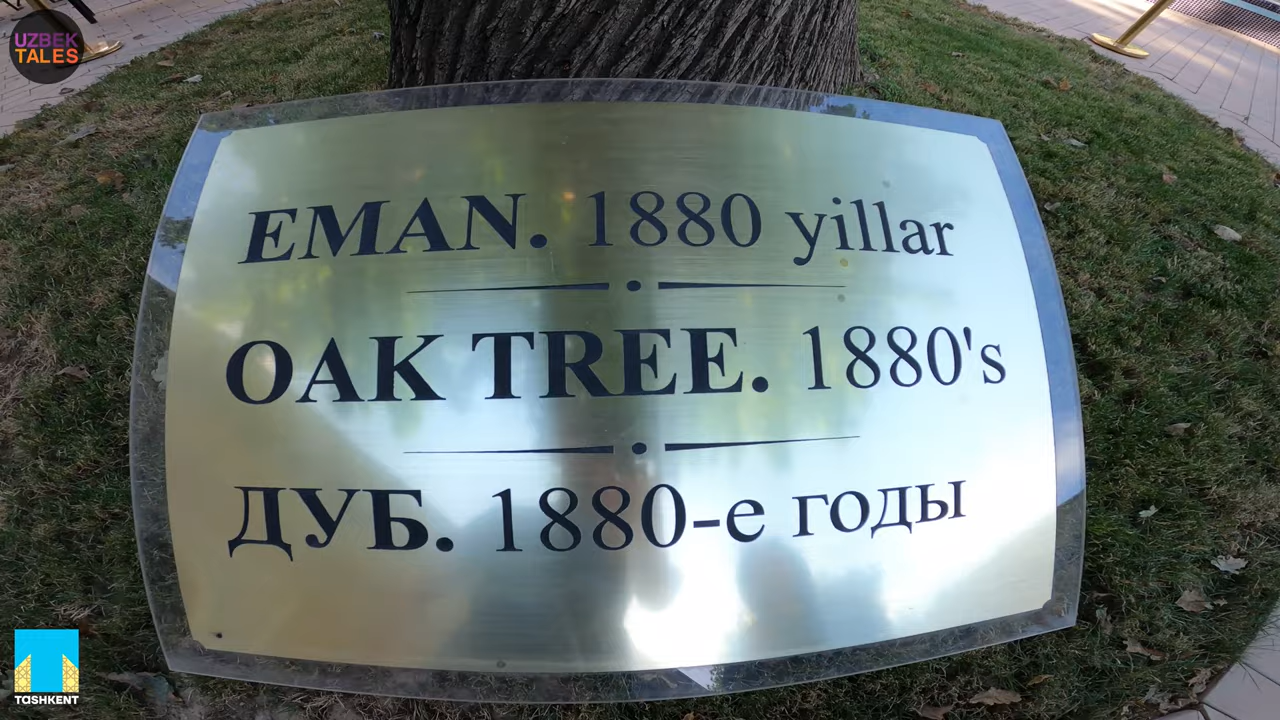 UZBEK
TALES
EMAN. 1880 yillar
OAK TREE. 1880's
ДУБ. 1880-е годы
TASHKENT